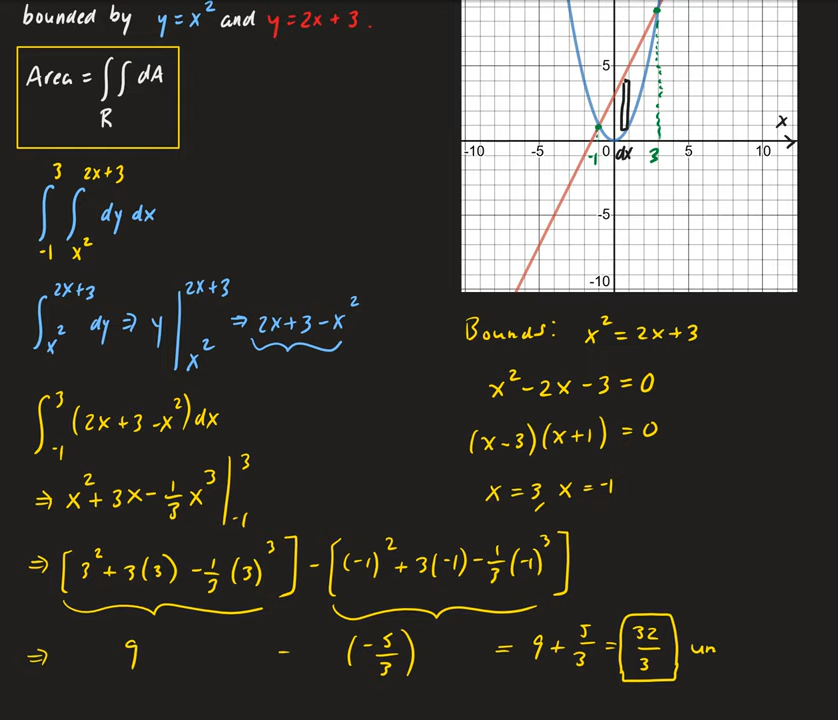 bounded by y = x² and y = 2x + 3.
Area = ∫∫ dA
R
3 2x+3
∫ ∫ dy dx
-1 x²
∫_{x²}^{2x+3} dy ⇒ y |_{x²}^{2x+3} ⇒ 2x+3-x²
∫_{-1}^{3} (2x+3-x²)dx
⇒ x² + 3x - 1/3 x³ |_{-1}^{3}
⇒ [3² + 3(3) - 1/3 (3)³] - [(-1)² + 3(-1) - 1/3 (-1)³]
⇒ 9 - (-5/3) = 9 + 5/3 = 32/3 un
5
x
-10 -5 -1 0 dx 3 5 10
-5
-10
Bounds: x² = 2x+3
x² - 2x - 3 = 0
(x-3)(x+1) = 0
x = 3, x = -1